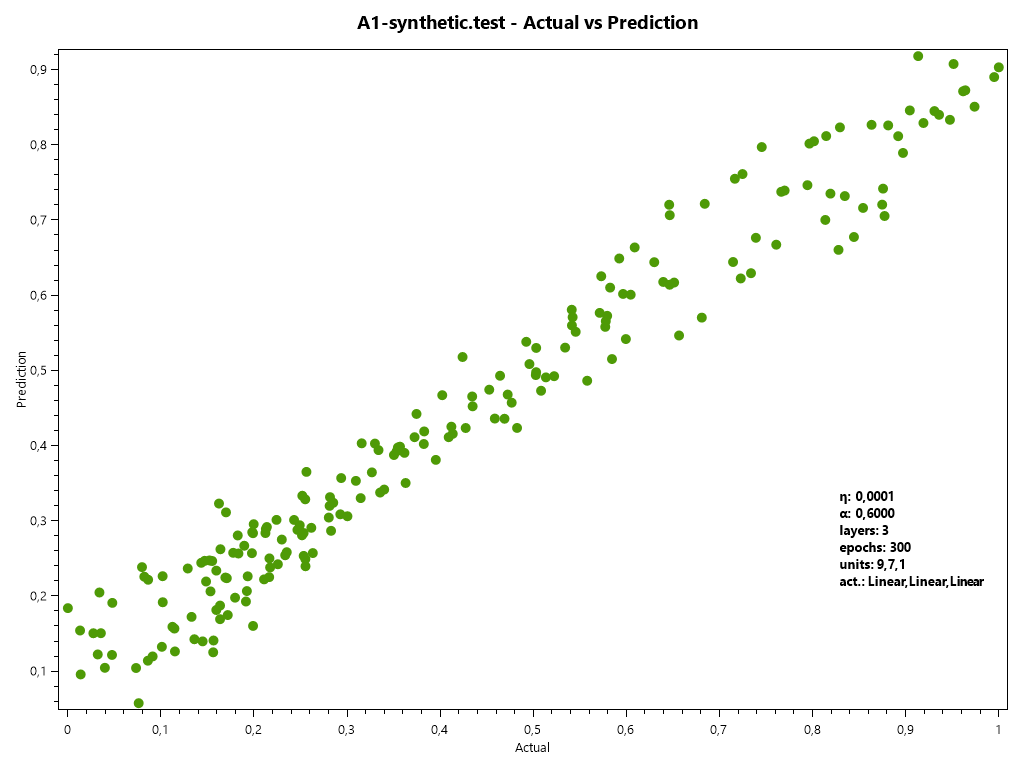 A1-synthetic.test - Actual vs Prediction
0,9
0,8
0,7
0,6
0,5
0,4
0,3
0,2
0,1
Prediction
η: 0,0001
α: 0,6000
layers: 3
epochs: 300
units: 9,7,1
act.: Linear,Linear,Linear
0 0,1 0,2 0,3 0,4 0,5 0,6 0,7 0,8 0,9 1
Actual